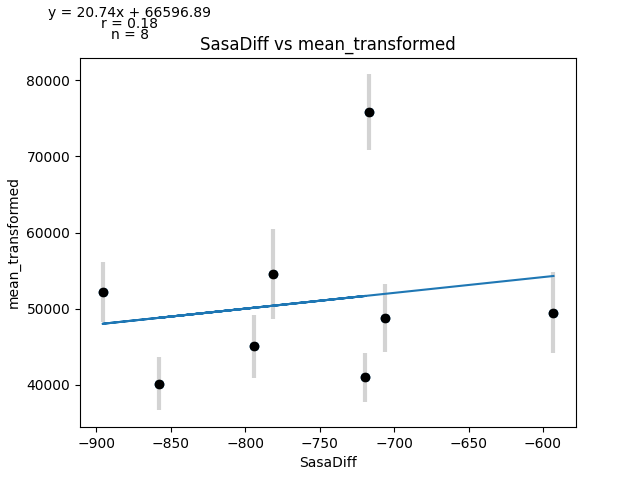 y = 20.74x + 66596.89
r = 0.18
n = 8
SasaDiff vs mean_transformed
80000
70000
60000
50000
40000
mean_transformed
−900
−850
−800
−750
−700
−650
−600
SasaDiff